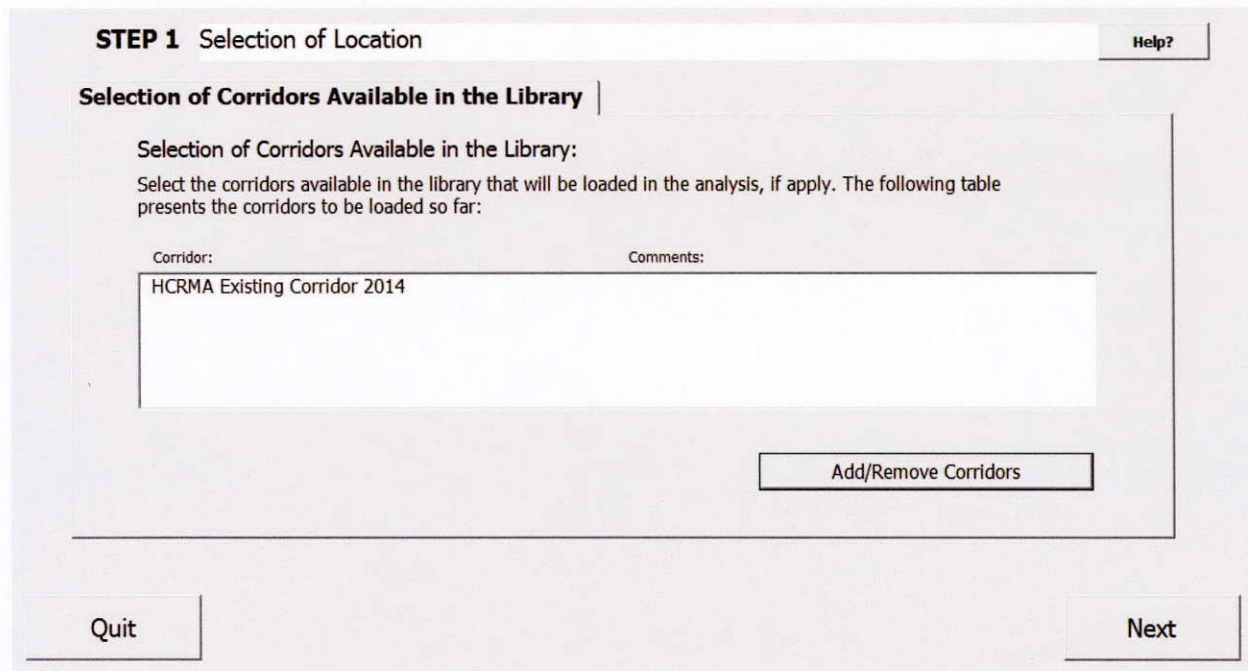 STEP 1 Selection of Location
Help?
Selection of Corridors Available in the Library
Selection of Corridors Available in the Library:
Select the corridors available in the library that will be loaded in the analysis, if apply. The following table
presents the corridors to be loaded so far:
Corridor: Comments:
HCRMA Existing Corridor 2014
Add/Remove Corridors
Quit
Next